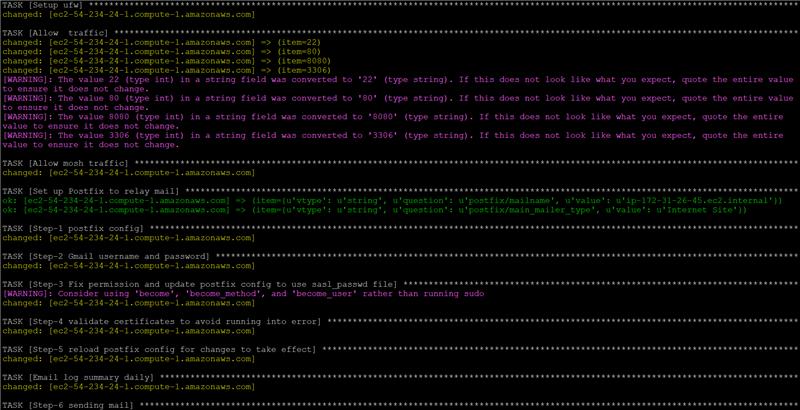 TASK [Setup ufw] ****************************************************************
changed: [ec2-54-234-24-1.compute-1.amazonaws.com]
TASK [Allow  traffic] ****************************************************************
changed: [ec2-54-234-24-1.compute-1.amazonaws.com] => (item=22)
changed: [ec2-54-234-24-1.compute-1.amazonaws.com] => (item=80)
changed: [ec2-54-234-24-1.compute-1.amazonaws.com] => (item=8080)
changed: [ec2-54-234-24-1.compute-1.amazonaws.com] => (item=3306)
[WARNING]: The value 22 (type int) in a string field was converted to '22' (type string). If this does not look like what you expect, quote the entire value
to ensure it does not change.
[WARNING]: The value 80 (type int) in a string field was converted to '80' (type string). If this does not look like what you expect, quote the entire value
to ensure it does not change.
[WARNING]: The value 8080 (type int) in a string field was converted to '8080' (type string). If this does not look like what you expect, quote the entire
value to ensure it does not change.
[WARNING]: The value 3306 (type int) in a string field was converted to '3306' (type string). If this does not look like what you expect, quote the entire
value to ensure it does not change.
TASK [Allow mosh traffic] ****************************************************************
changed: [ec2-54-234-24-1.compute-1.amazonaws.com]
TASK [Set up Postfix to relay mail] ****************************************************************
ok: [ec2-54-234-24-1.compute-1.amazonaws.com] => (item={u'vtype': u'string', u'question': u'postfix/mailname', u'value': u'ip-172-31-26-45.ec2.internal'})
ok: [ec2-54-234-24-1.compute-1.amazonaws.com] => (item={u'vtype': u'string', u'question': u'postfix/main_mailer_type', u'value': u'Internet Site'})
TASK [Step-1 postfix config] ****************************************************************
changed: [ec2-54-234-24-1.compute-1.amazonaws.com]
TASK [Step-2 Gmail username and password] ****************************************************************
changed: [ec2-54-234-24-1.compute-1.amazonaws.com]
TASK [Step-3 Fix permission and update postfix config to use sasl_passwd file] ****************************************************************
[WARNING]: Consider using 'become', 'become_method', and 'become_user' rather than running sudo
changed: [ec2-54-234-24-1.compute-1.amazonaws.com]
TASK [Step-4 validate certificates to avoid running into error] ****************************************************************
changed: [ec2-54-234-24-1.compute-1.amazonaws.com]
TASK [Step-5 reload postfix config for changes to take effect] ****************************************************************
changed: [ec2-54-234-24-1.compute-1.amazonaws.com]
TASK [Email log summary daily] ****************************************************************
changed: [ec2-54-234-24-1.compute-1.amazonaws.com]
TASK [Step-6 sending mail] ****************************************************************